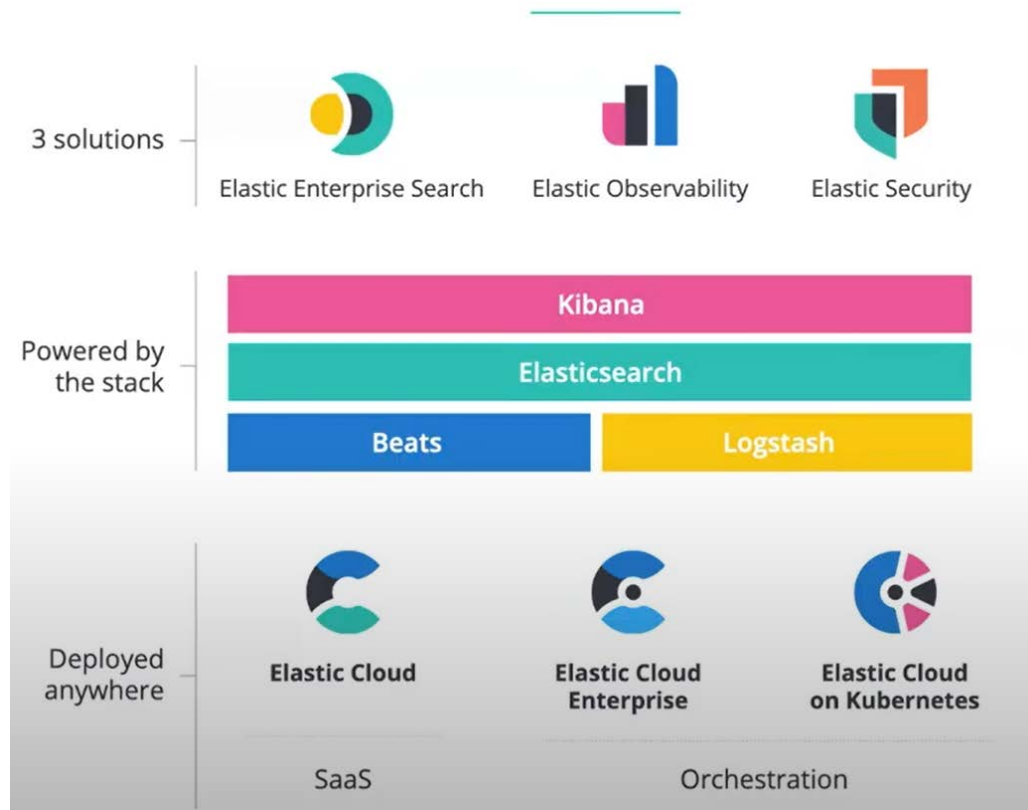 3 solutions
Elastic Enterprise Search
Elastic Observability
Elastic Security
Powered by
the stack
Kibana
Elasticsearch
Beats
Logstash
Deployed
anywhere
Elastic Cloud
Elastic Cloud
Enterprise
Elastic Cloud
on Kubernetes
SaaS
Orchestration